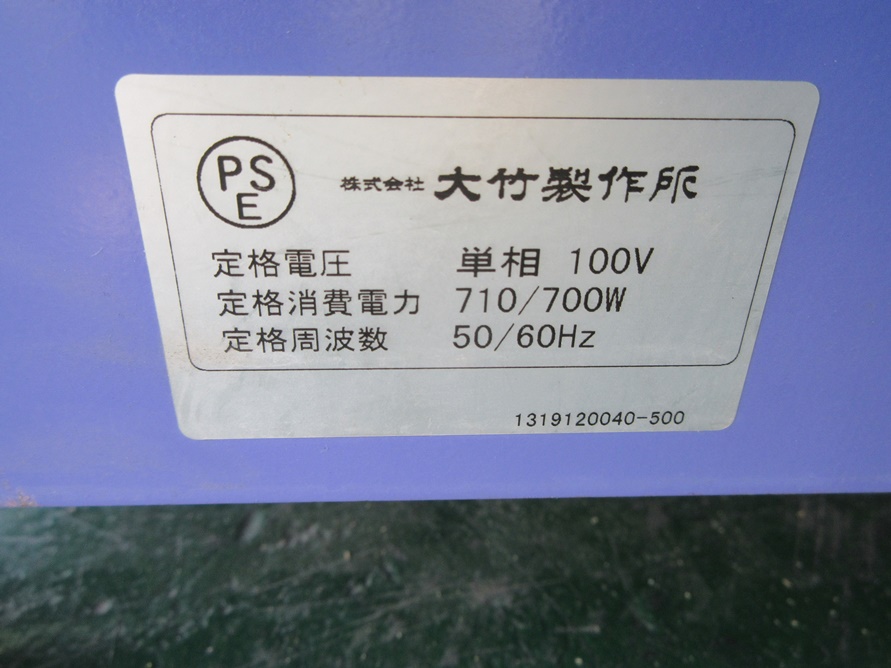 PS
E
株式会社 大竹製作所
定格電圧 単相 100V
定格消費電力 710/700W
定格周波数 50/60Hz
1319120040-500